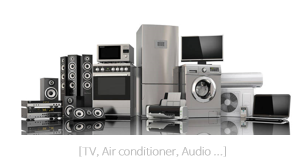 [TV, Air conditioner, Audio ...]